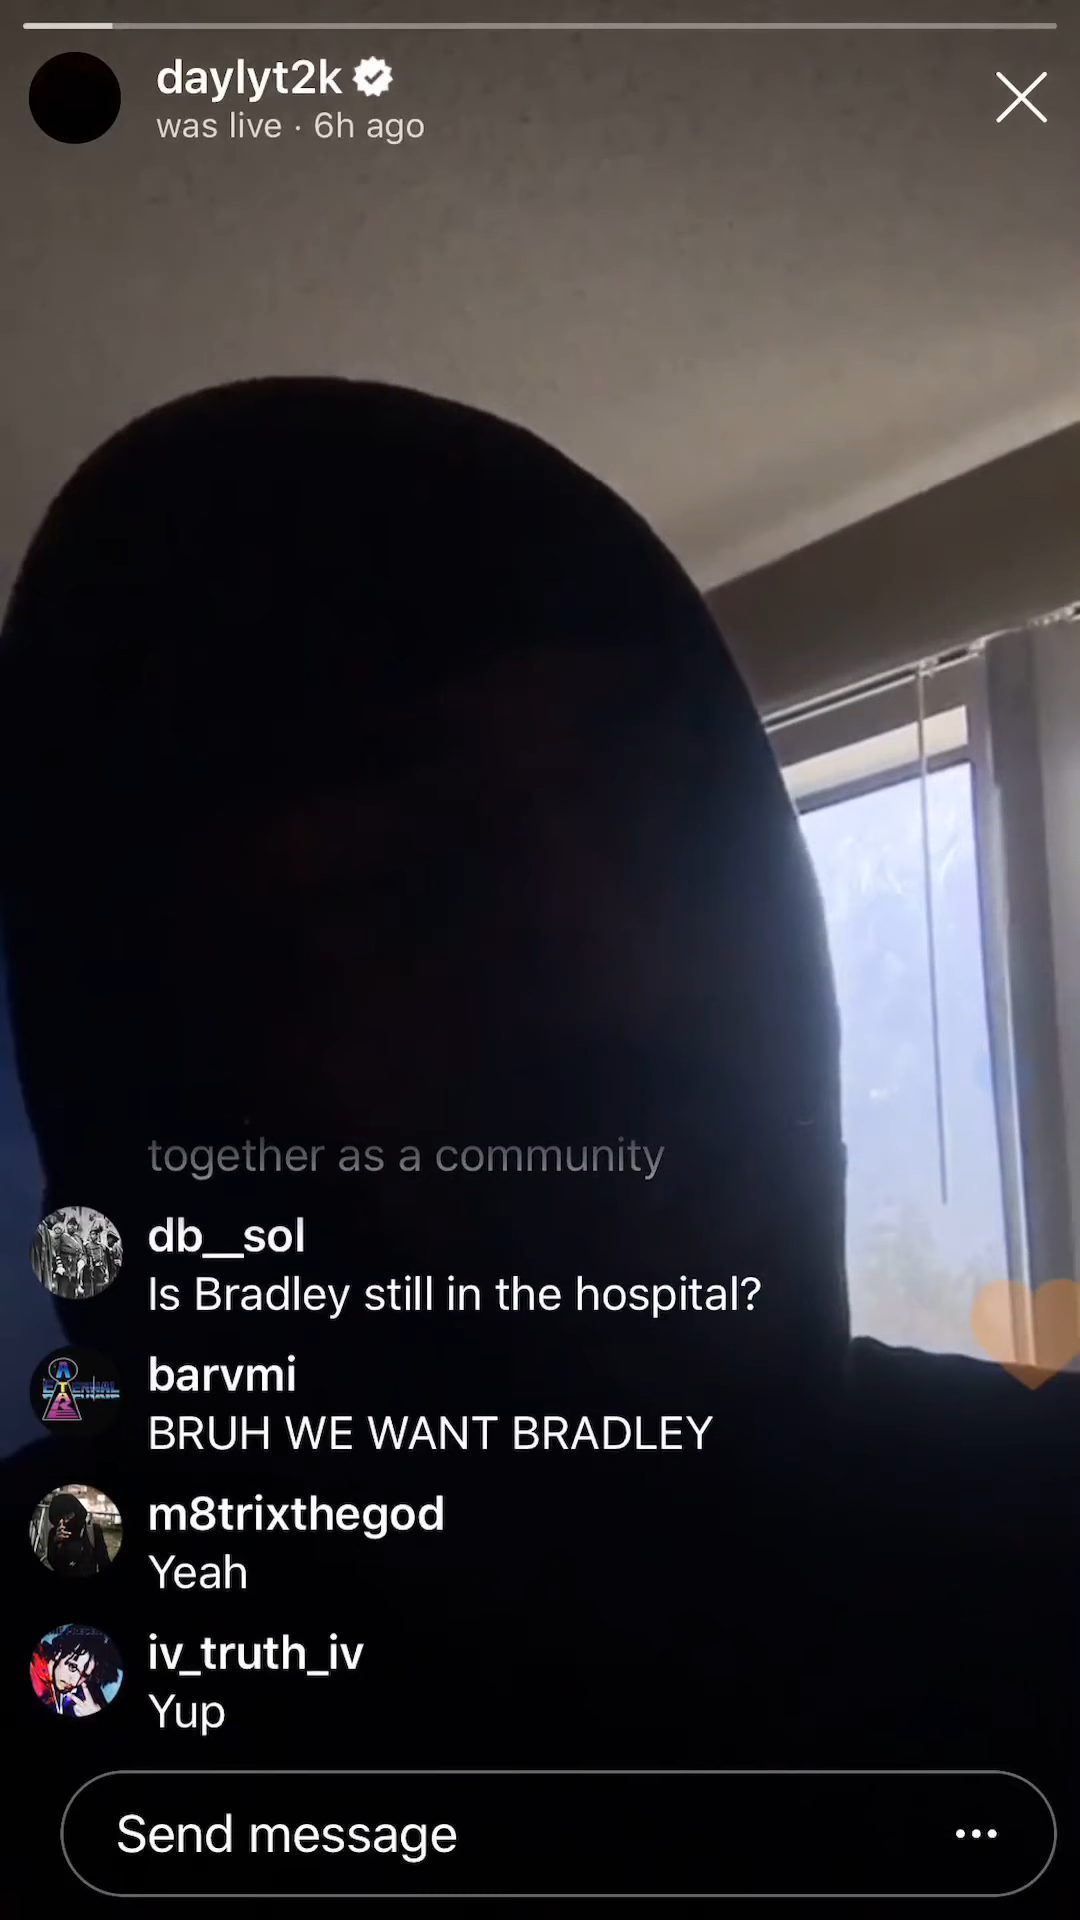 daylyt2k
was live · 6h ago
together as a community
db__sol
Is Bradley still in the hospital?
barvmi
BRUH WE WANT BRADLEY
m8trixthegod
Yeah
iv_truth_iv
Yup
Send message